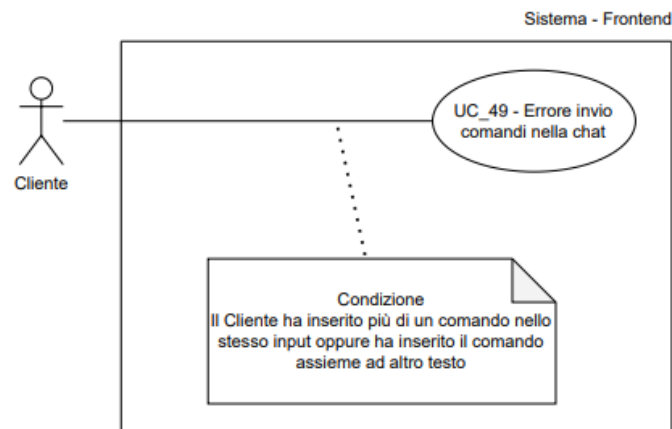 Sistema - Frontend
UC_49 - Errore invio
comandi nella chat
Cliente
Condizione
Il Cliente ha inserito più di un comando nello
stesso input oppure ha inserito il comando
assieme ad altro testo